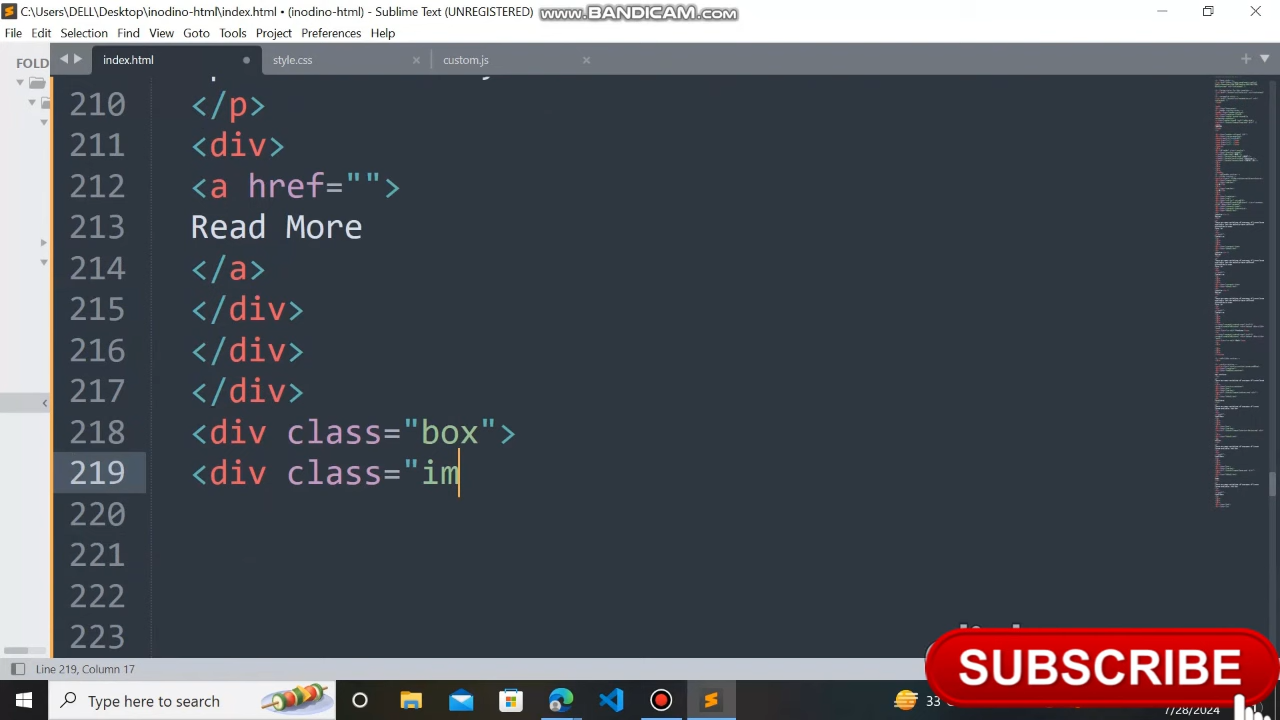 C:\Users\DELL\Desktop\inodino-html\index.html • (inodino-html) - Sublime Text (UNREGISTERED)
www.BANDICAM.com
File Edit Selection Find View Goto Tools Project Preferences Help
FOLD
index.html
style.css
custom.js
210 </p>
211 <div>
212 <a href="">
213 Read More
214 </a>
215 </div>
216 </div>
217 </div>
218 <div class="box">
219 <div class="im
220
221
222
223
Line 219, Column 17
SUBSCRIBE
Type here to search
33
7/28/2024